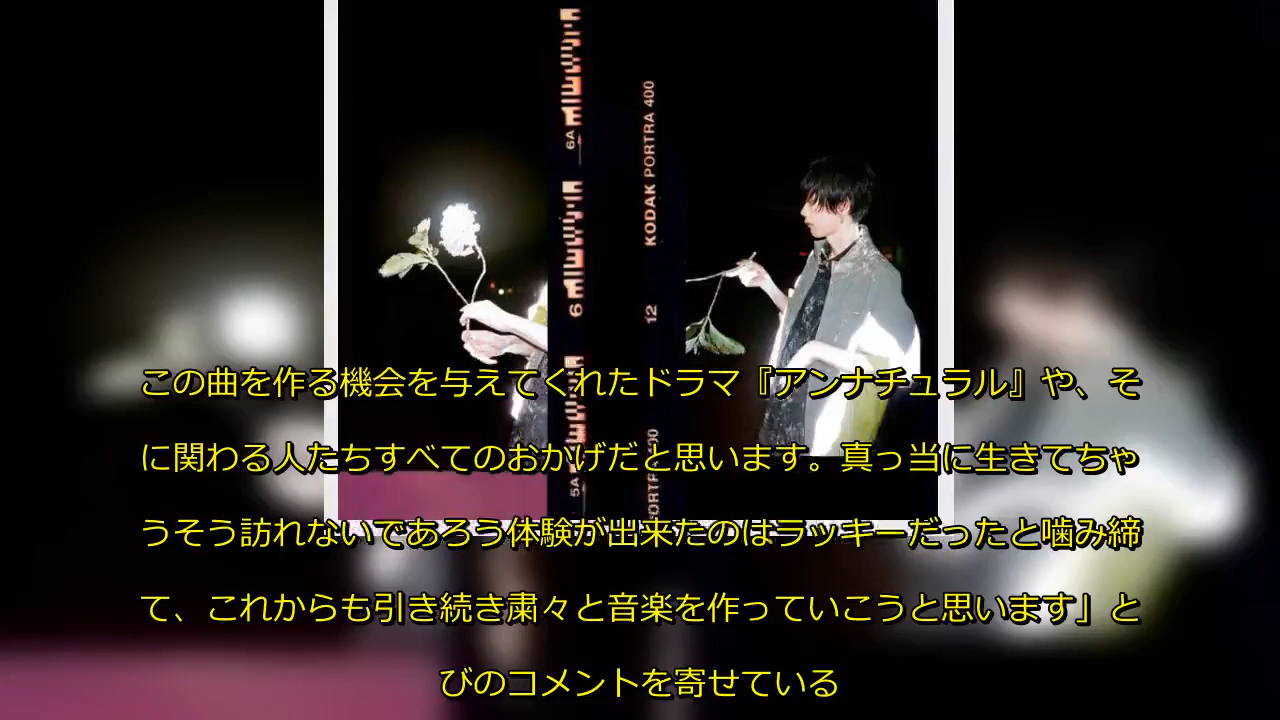 6A
KODAK PORTRA 400
6
12
5A
この曲を作る機会を与えてくれたドラマ『アンナチュラル』や、そ
に関わる人たちすべてのおかげだと思います。真っ当に生きてちゃ
うそう訪れないであろう体験が出来たのはラッキーだったと噛み締
て、これからも引き続き粛々と音楽を作っていこうと思います」と
びのコメントを寄せている